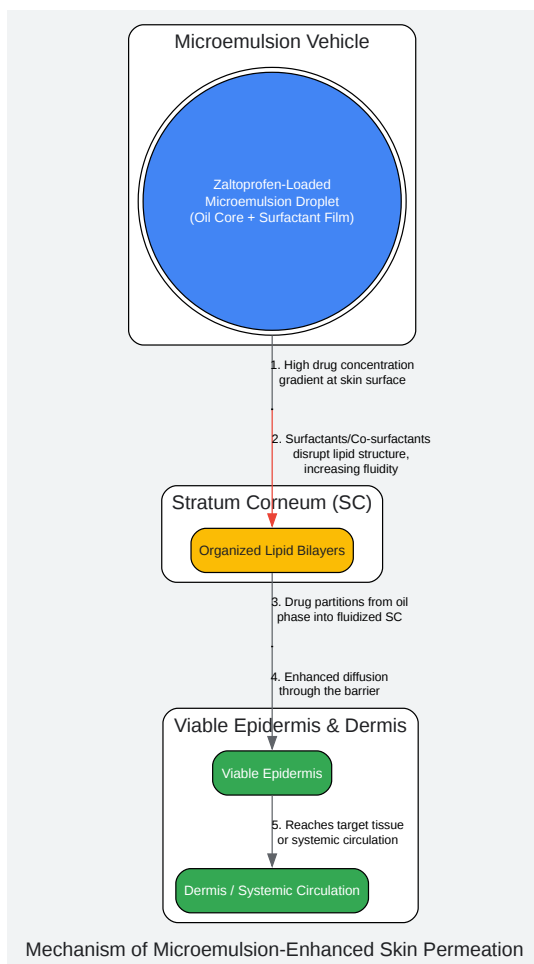 Microemulsion Vehicle
Zaltoprofen-Loaded
Microemulsion Droplet
(Oil Core + Surfactant Film)
1. High drug concentration
gradient at skin surface
2. Surfactants/Co-surfactants
disrupt lipid structure,
increasing fluidity
Stratum Corneum (SC)
Organized Lipid Bilayers
3. Drug partitions from oil
phase into fluidized SC
4. Enhanced diffusion
through the barrier
Viable Epidermis & Dermis
Viable Epidermis
5. Reaches target tissue
or systemic circulation
Dermis / Systemic Circulation
Mechanism of Microemulsion-Enhanced Skin Permeation